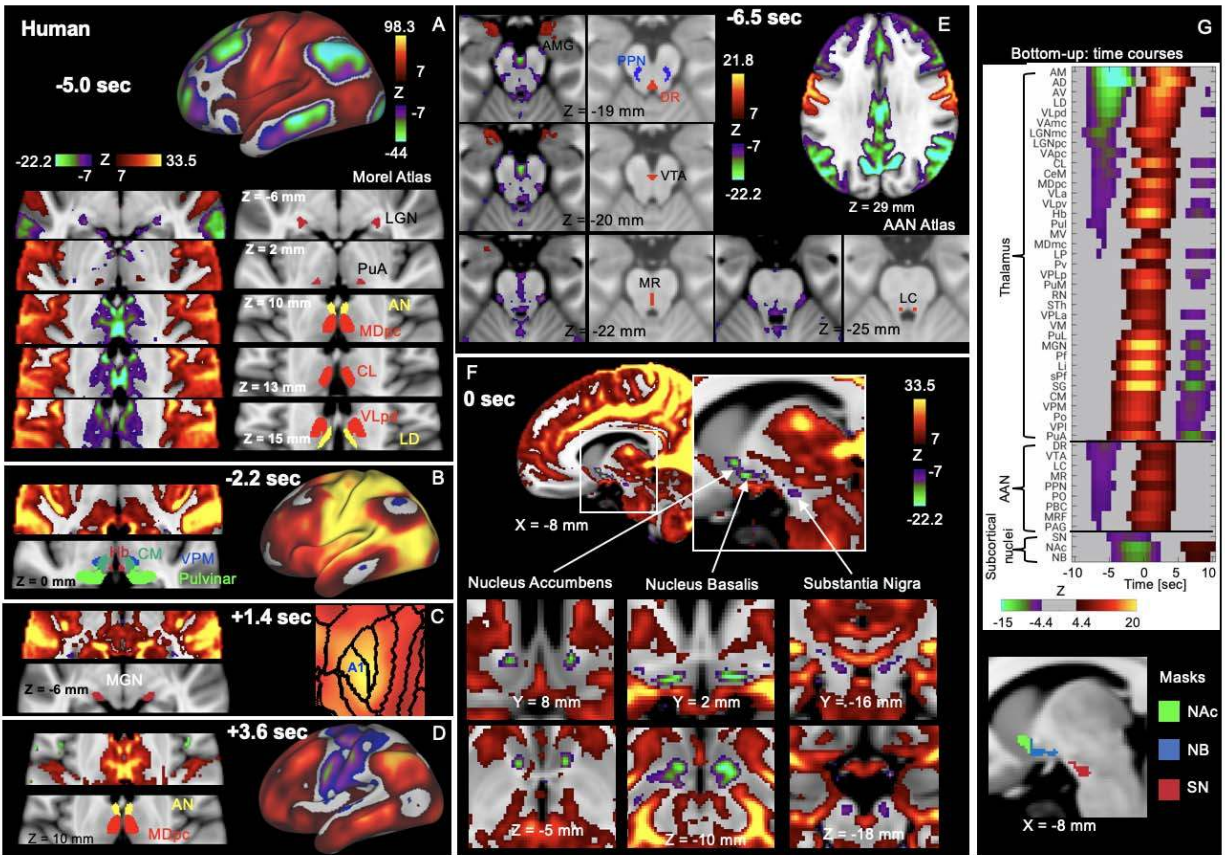 Human
A
-5.0 sec
98.3
7
Z
-7
-44
-22.2
-7
Z
7
33.5
Morel Atlas
Z = -6 mm
LGN
Z = 2 mm
PuA
Z = 10 mm
AN
MDpc
Z = 13 mm
CL
Z = 15 mm
VLpd
LD
-2.2 sec
B
Hb
CM
VPM
Z = 0 mm
Pulvinar
+1.4 sec
C
A1
Z = -6 mm
MGN
+3.6 sec
D
AN
Z = 10 mm
MDpc
-6.5 sec
E
AMG
PPN
DR
Z = -19 mm
21.8
7
Z
-7
-22.2
VTA
Z = -20 mm
Z = 29 mm
AAN Atlas
MR
Z = -22 mm
LC
Z = -25 mm
F
0 sec
33.5
7
Z
-7
-22.2
X = -8 mm
Nucleus Accumbens
Nucleus Basalis
Substantia Nigra
Y = 8 mm
Y = 2 mm
Y = -16 mm
Z = -5 mm
Z = -10 mm
Z = -18 mm
G
Bottom-up: time courses
Thalamus
AM
AD
AV
LD
VLpd
VAmc
LGNmc
LGNpc
VApc
CL
CeM
MDpc
VLa
VLpv
Hb
Pul
MV
MDmc
LP
Pv
VPLp
PuM
RN
STh
VPLa
VM
PuL
MGN
Pf
Li
sPf
SG
CM
VPM
Po
VPI
PuA
AAN
DR
VTA
LC
MR
PPN
PO
PBC
MRF
PAG
Subcortical
nuclei
SN
NAc
NB
-10
-5
0
5
10
Time [sec]
Z
-15
-4.4
4.4
20
Masks
NAc
NB
SN
X = -8 mm